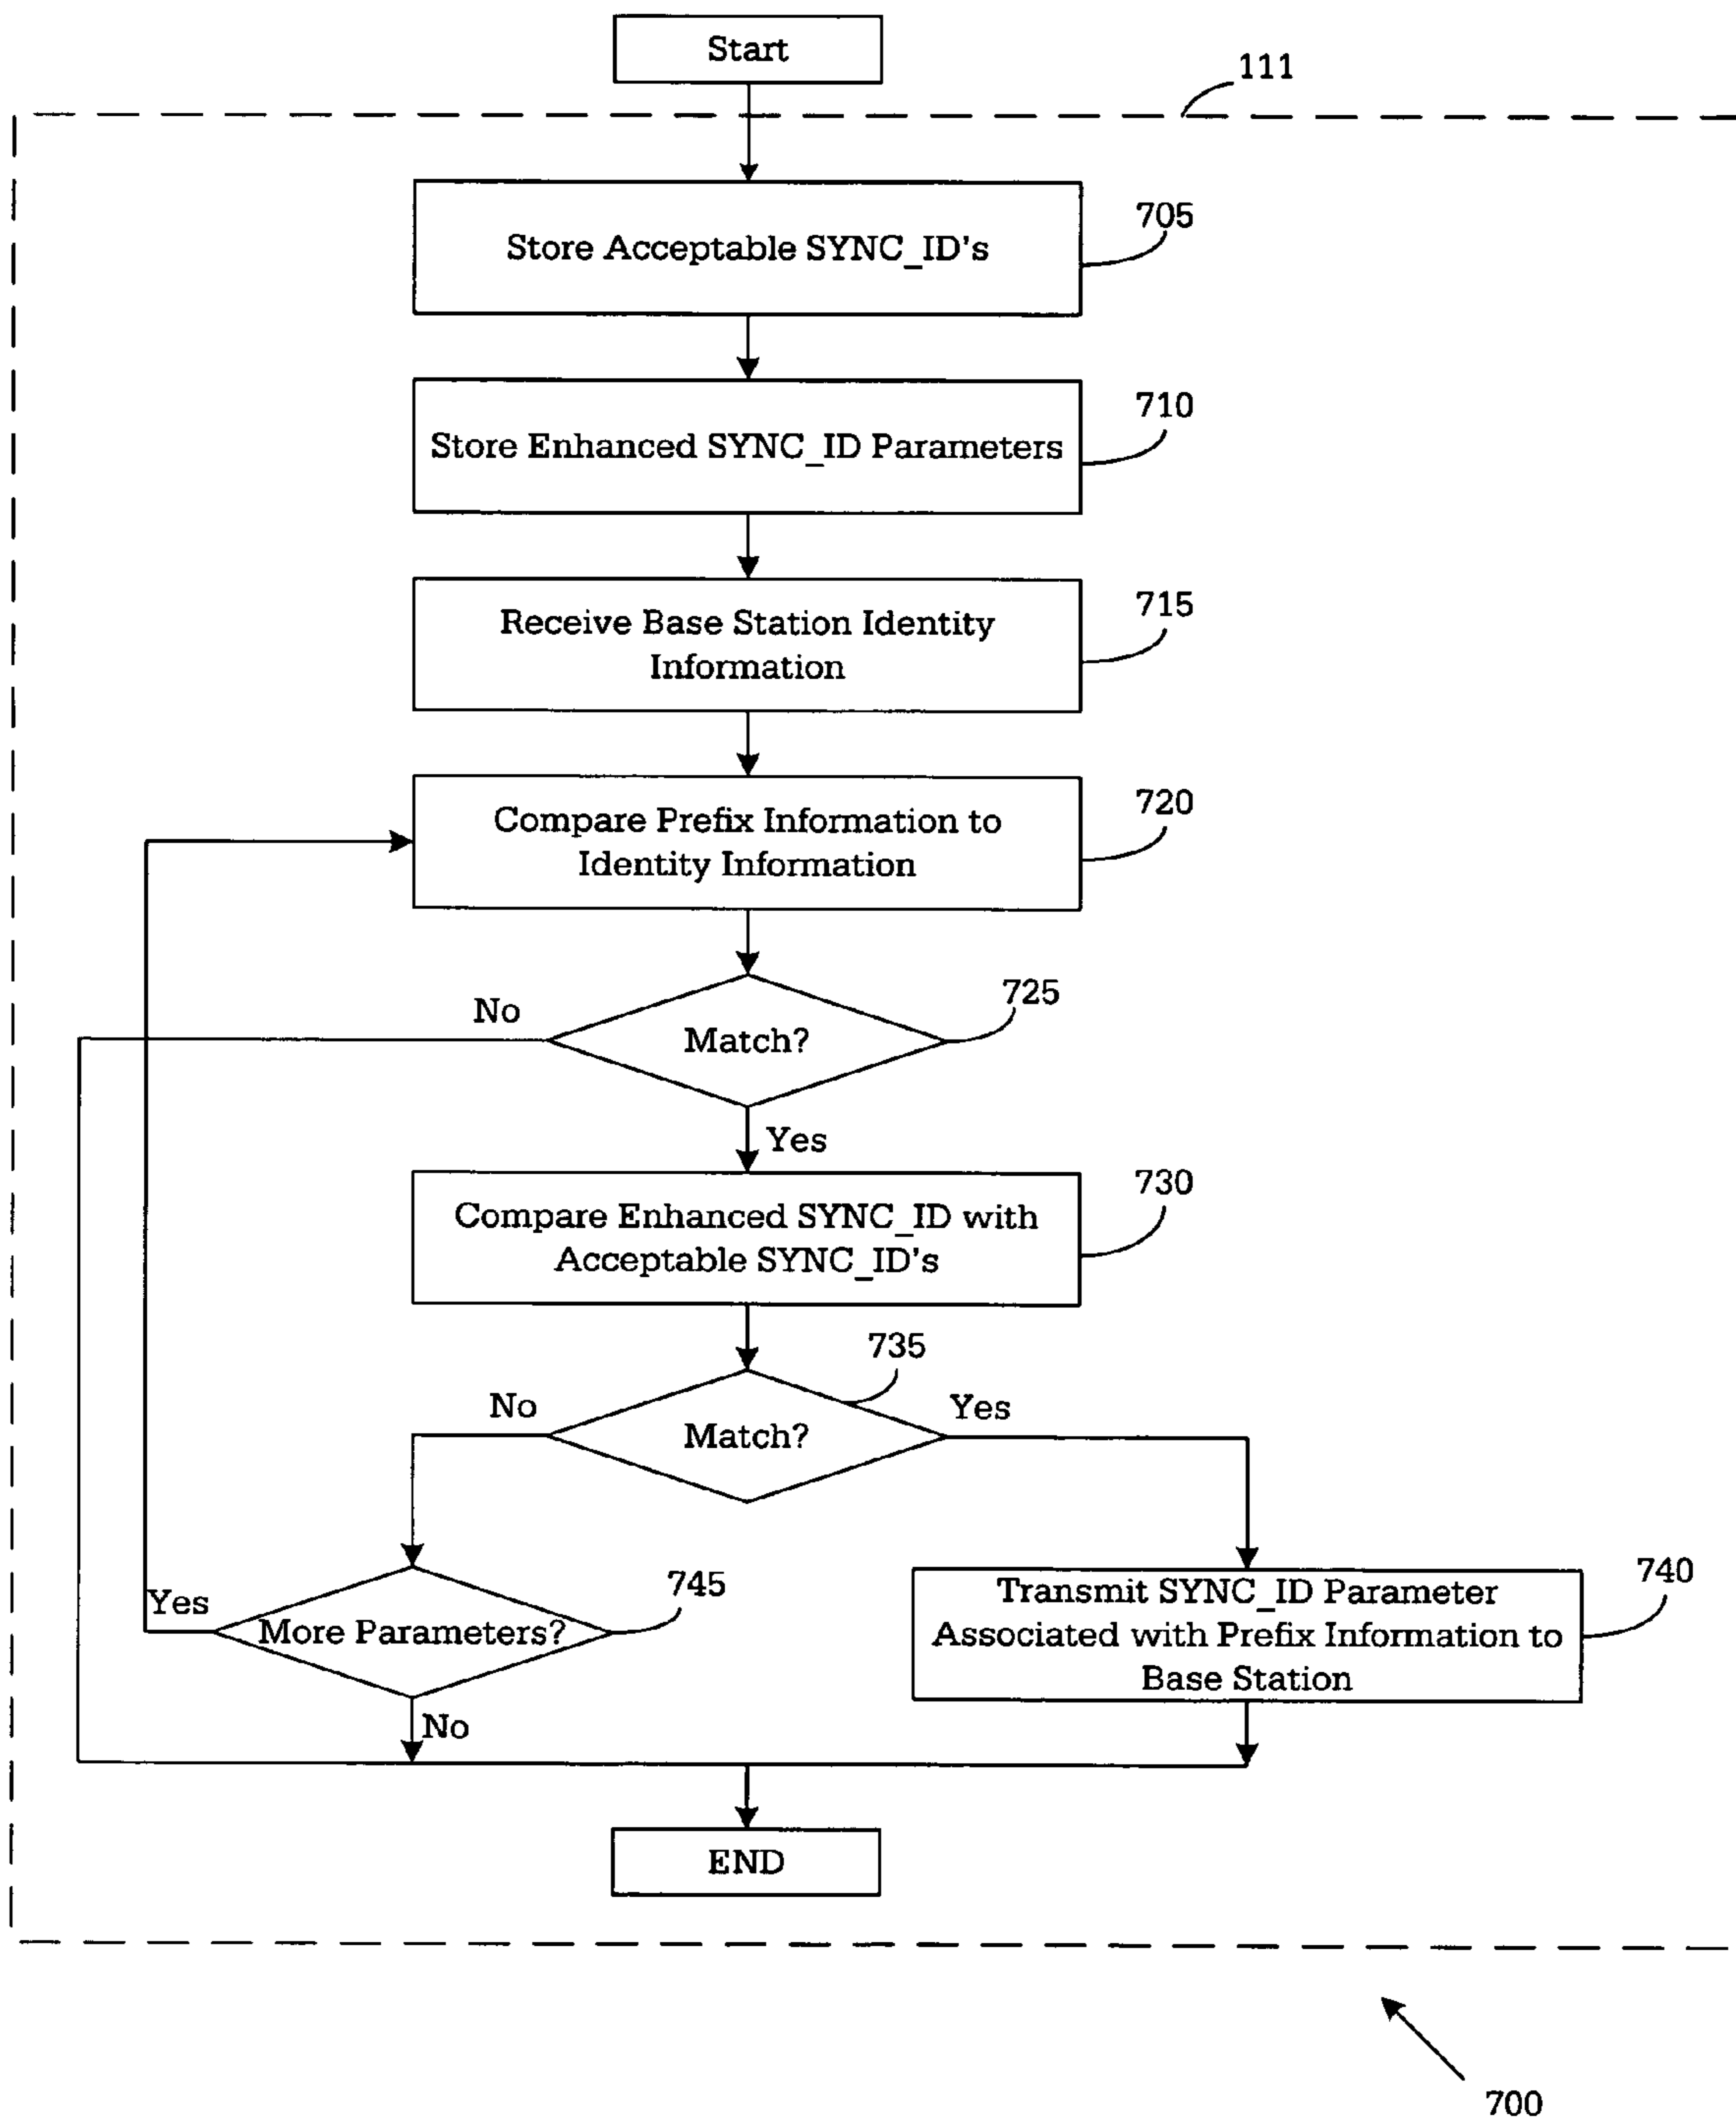 Start
111
Store Acceptable SYNC_ID's
705
Store Enhanced SYNC_ID Parameters
710
Receive Base Station Identity
Information
715
Compare Prefix Information to
Identity Information
720
Match?
725
No
Yes
Compare Enhanced SYNC_ID with
Acceptable SYNC_ID's
730
Match?
735
No
Yes
More Parameters?
745
Yes
No
Transmit SYNC_ID Parameter
Associated with Prefix Information to
Base Station
740
END
700